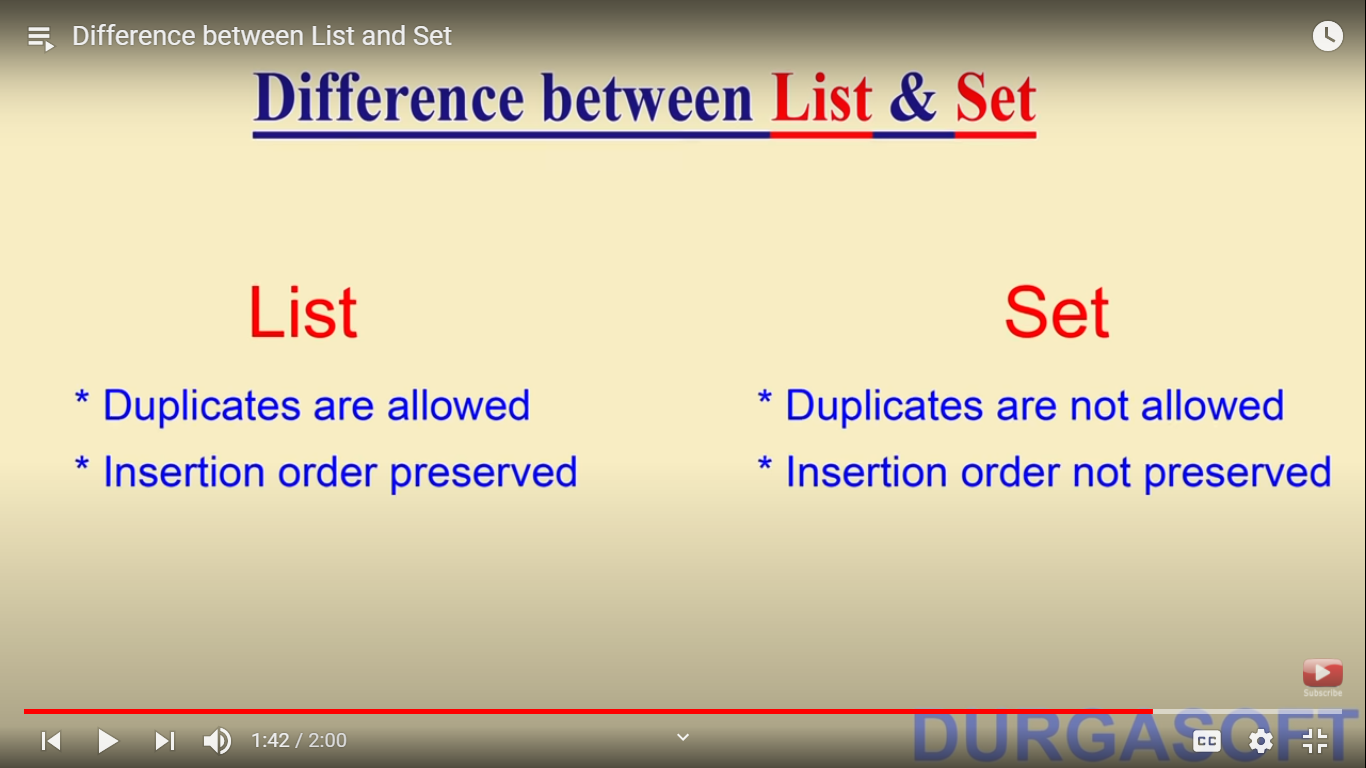 Difference between List and Set
Difference between List & Set
List
Set
* Duplicates are allowed
* Insertion order preserved
* Duplicates are not allowed
* Insertion order not preserved
Subscribe
DURGASOFT
1:42 / 2:00
CC